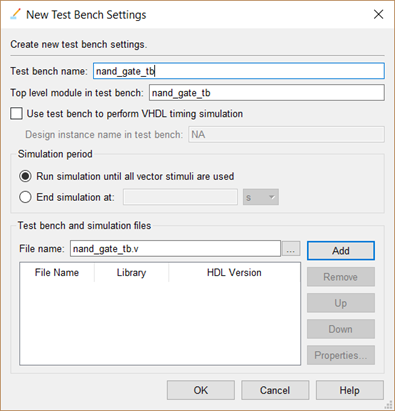 New Test Bench Settings
Create new test bench settings.
Test bench name: nand_gate_tb
Top level module in test bench: nand_gate_tb
Use test bench to perform VHDL timing simulation
Design instance name in test bench: NA
Simulation period
Run simulation until all vector stimuli are used
End simulation at: s
Test bench and simulation files
File name: nand_gate_tb.v ... Add
File Name Library HDL Version
Remove
Up
Down
Properties...
OK Cancel Help